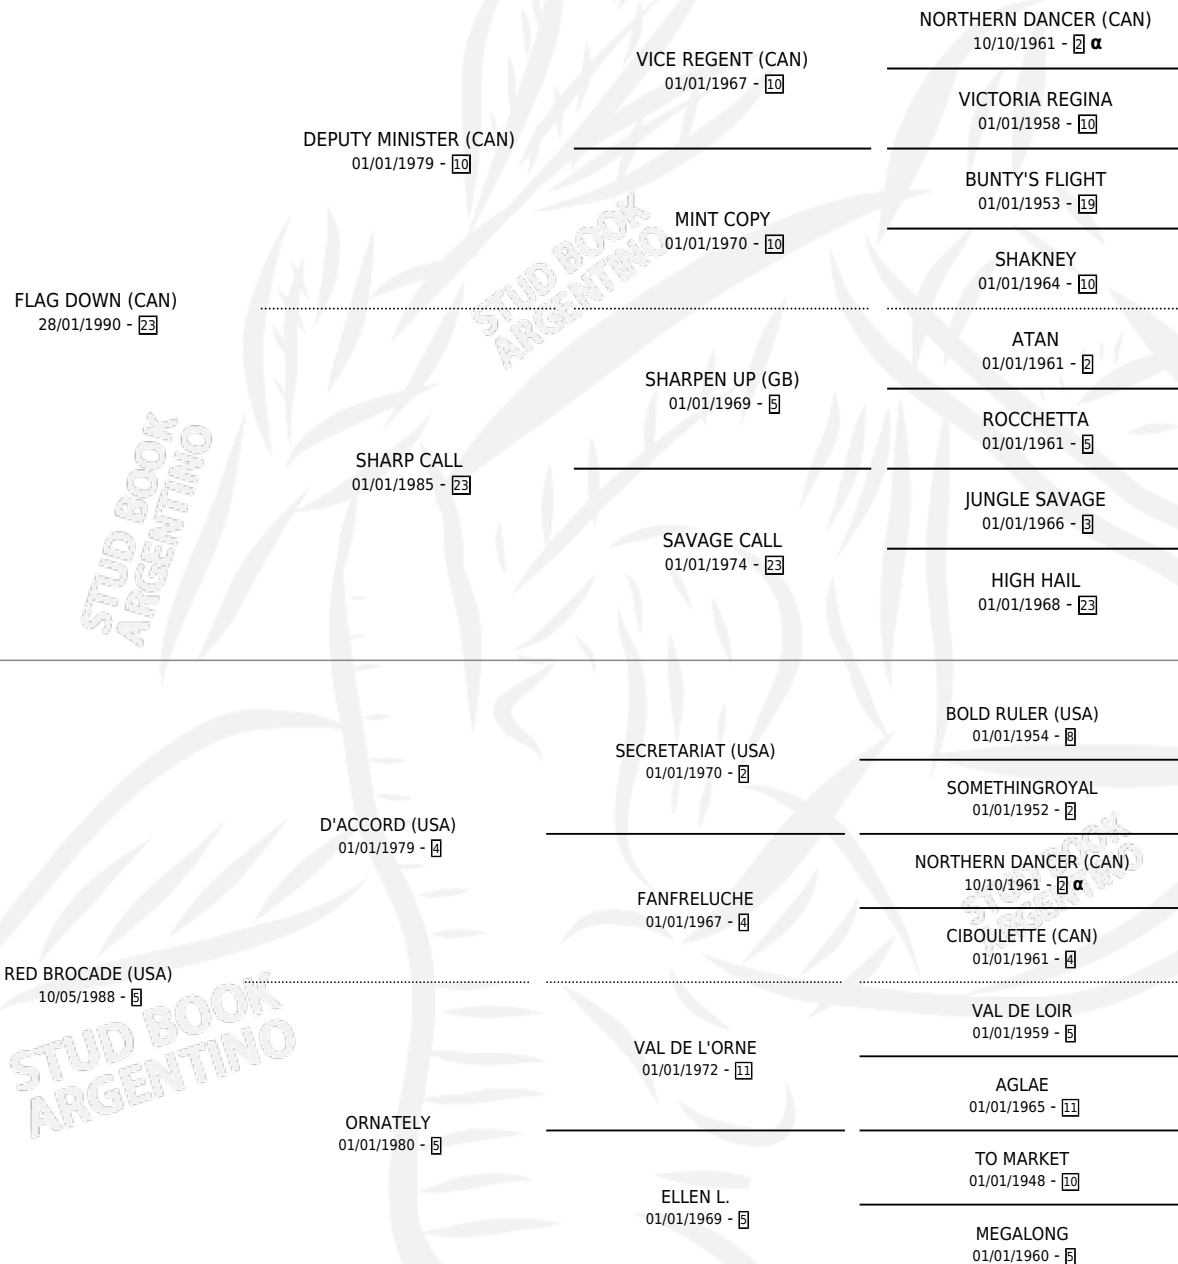 NORTHERN DANCER (CAN)
10/10/1961 - 2 α
VICE REGENT (CAN)
01/01/1967 - 10
VICTORIA REGINA
01/01/1958 - 10
DEPUTY MINISTER (CAN)
01/01/1979 - 10
BUNTY'S FLIGHT
01/01/1953 - 19
MINT COPY
01/01/1970 - 10
SHAKNEY
01/01/1964 - 10
FLAG DOWN (CAN)
28/01/1990 - 23
ATAN
01/01/1961 - 2
SHARPEN UP (GB)
01/01/1969 - 5
ROCCHETTA
01/01/1961 - 5
SHARP CALL
01/01/1985 - 23
JUNGLE SAVAGE
01/01/1966 - 3
SAVAGE CALL
01/01/1974 - 23
HIGH HAIL
01/01/1968 - 23
BOLD RULER (USA)
01/01/1954 - 8
SECRETARIAT (USA)
01/01/1970 - 2
SOMETHINGROYAL
01/01/1952 - 2
D'ACCORD (USA)
01/01/1979 - 4
NORTHERN DANCER (CAN)
10/10/1961 - 2 α
FANFRELUCHE
01/01/1967 - 4
CIBOULETTE (CAN)
01/01/1961 - 4
RED BROCADE (USA)
10/05/1988 - 5
VAL DE LOIR
01/01/1959 - 5
VAL DE L'ORNE
01/01/1972 - 11
AGLAE
01/01/1965 - 11
ORNATELY
01/01/1980 - 5
TO MARKET
01/01/1948 - 10
ELLEN L.
01/01/1969 - 5
MEGALONG
01/01/1960 - 5
STUD BOOK
ARGENTINO
STUD BOOK
ARGENTINO
STUD BOOK
ARGENTINO
STUD BOOK
ARGENTINO